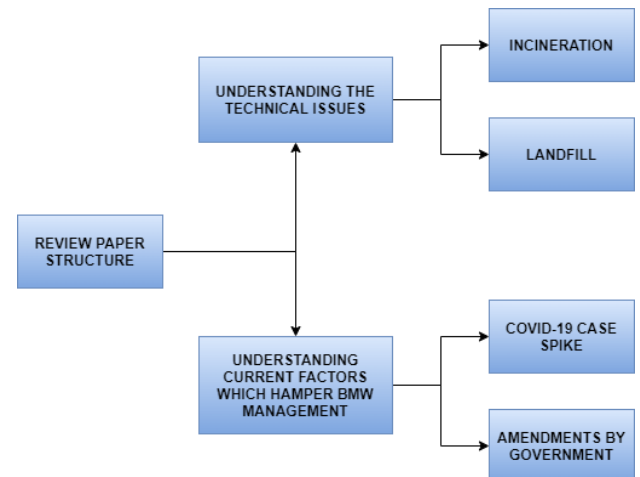 REVIEW PAPER
STRUCTURE
UNDERSTANDING THE
TECHNICAL ISSUES
INCINERATION
LANDFILL
UNDERSTANDING
CURRENT FACTORS
WHICH HAMPER BMW
MANAGEMENT
COVID-19 CASE
SPIKE
AMENDMENTS BY
GOVERNMENT